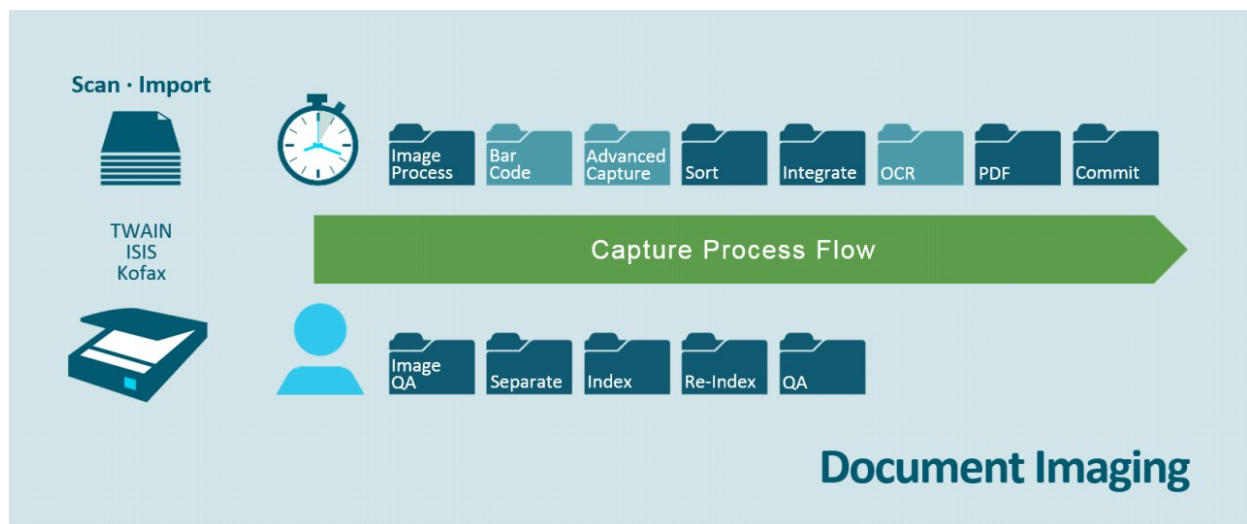 Scan · Import
Image
Process
Bar
Code
Advanced
Capture
Sort
Integrate
OCR
PDF
Commit
TWAIN
ISIS
Kofax
Capture Process Flow
Image
QA
Separate
Index
Re-Index
QA
Document Imaging